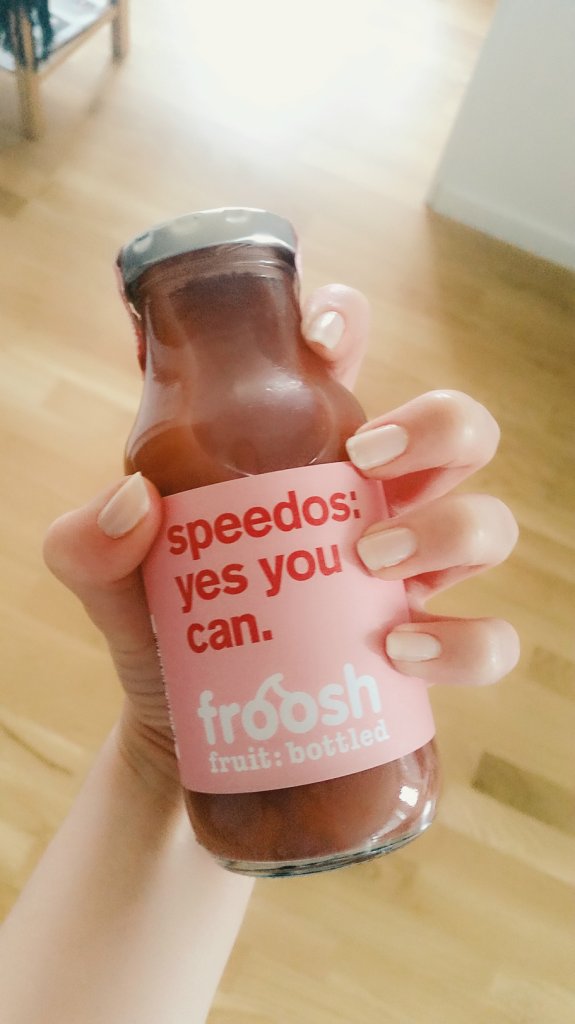 speedos:
yes you
can.
froosh
fruit: bottled